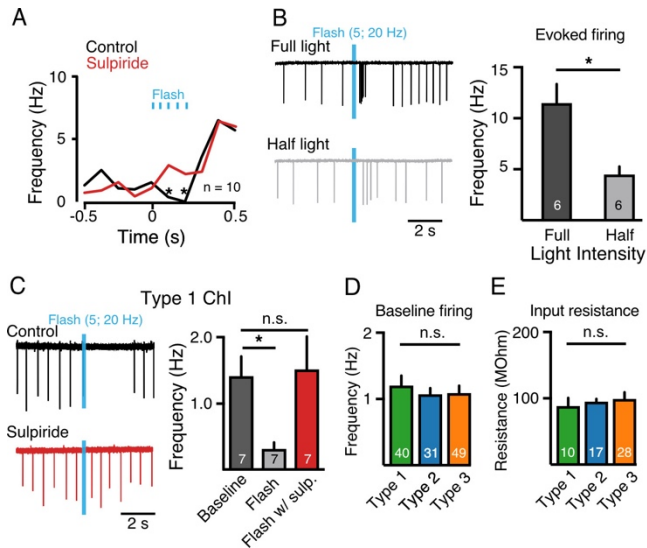 A
Control
Sulpiride
Flash
10
5
0
Frequency (Hz)
* *
n = 10
-0.5
0
0.5
Time (s)
B
Flash (5; 20 Hz)
Full light
Half light
2 s
Evoked firing
*
15
10
5
Frequency (Hz)
6
6
Full
Half
Light Intensity
C
Type 1 ChI
Control
Flash (5; 20 Hz)
Sulpiride
2 s
n.s.
*
2.0
1.0
Frequency (Hz)
7
7
7
Baseline
Flash
Flash w/ sulp.
D
Baseline firing
n.s.
2
1
0
Frequency (Hz)
40
31
49
Type 1
Type 2
Type 3
E
Input resistance
n.s.
200
100
0
Resistance (MOhm)
10
17
28
Type 1
Type 2
Type 3